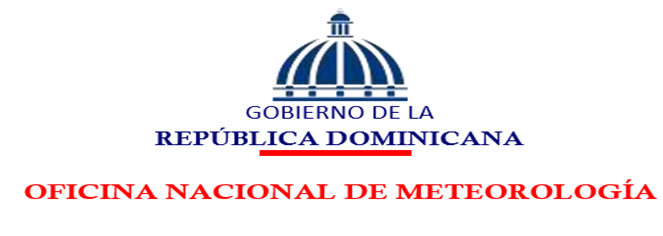 GOBIERNO DE LA
REPÚBLICA DOMINICANA
OFICINA NACIONAL DE METEOROLOGÍA